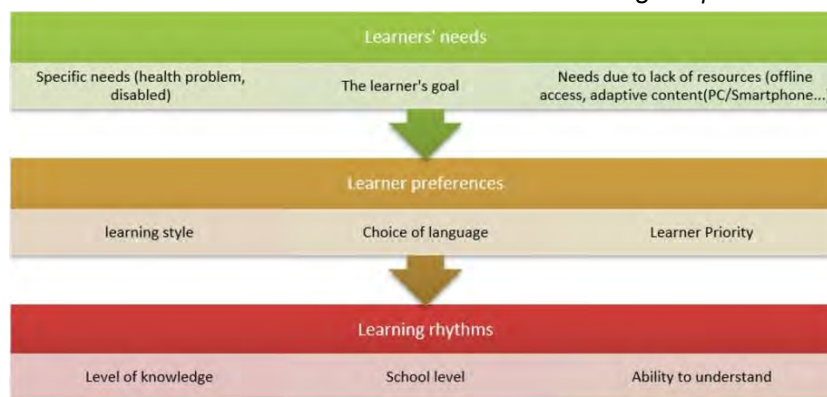 Learners' needs
Specific needs (health problem,
disabled)
The learner's goal
Needs due to lack of resources (offline
access, adaptive content(PC/Smartphone...)
Learner preferences
learning style
Choice of language
Learner Priority
Learning rhythms
Level of knowledge
School level
Ability to understand